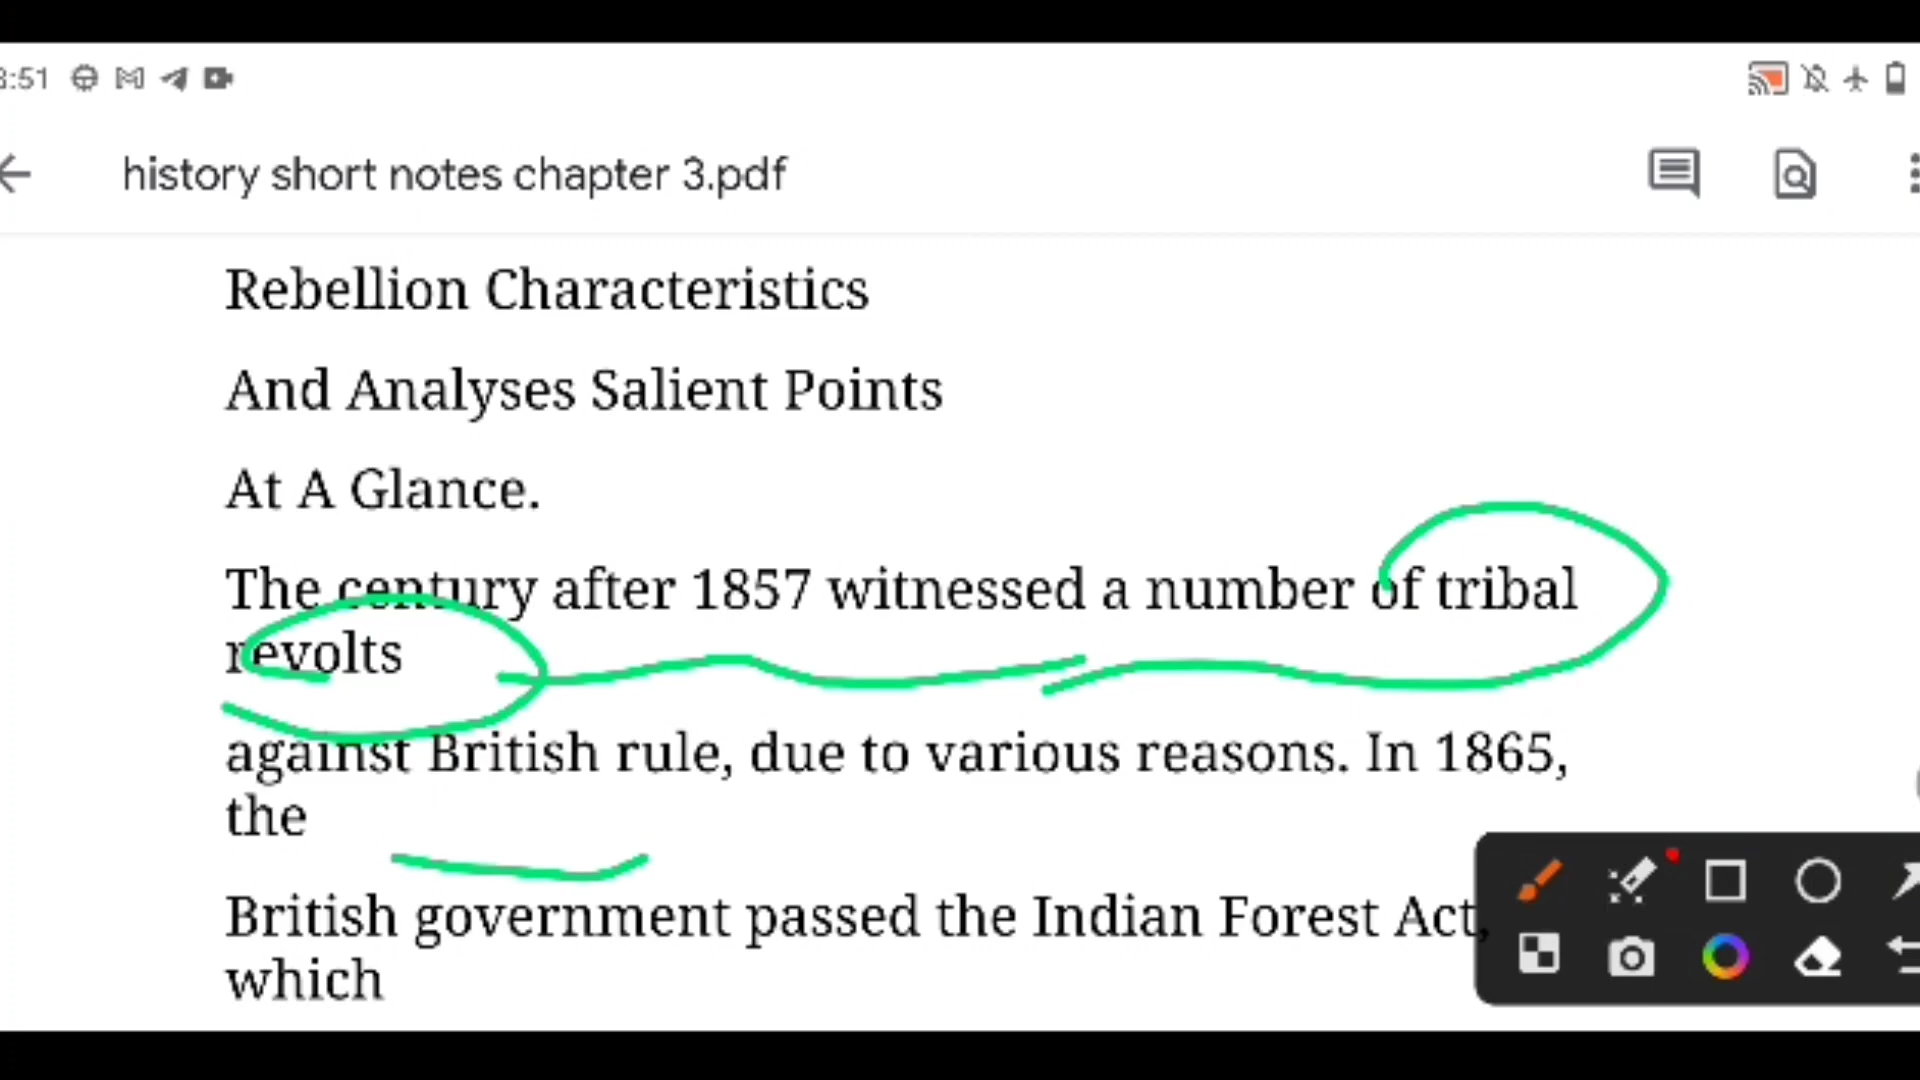 :51
history short notes chapter 3.pdf
Rebellion Characteristics
And Analyses Salient Points
At A Glance.
The century after 1857 witnessed a number of tribal
revolts
against British rule, due to various reasons. In 1865,
the
British government passed the Indian Forest Act,
which